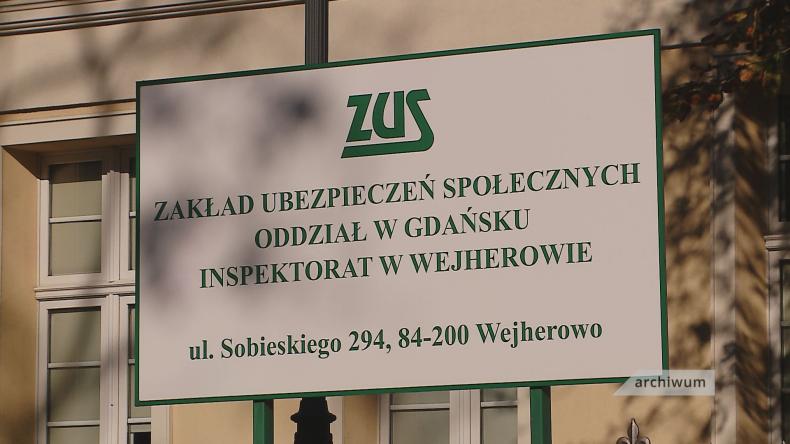 ZUS
ZAKŁAD UBEZPIECZEŃ SPOŁECZNYCH
ODDZIAŁ W GDAŃSKU
INSPEKTORAT W WEJHEROWIE
ul. Sobieskiego 294, 84-200 Wejherowo
archiwum